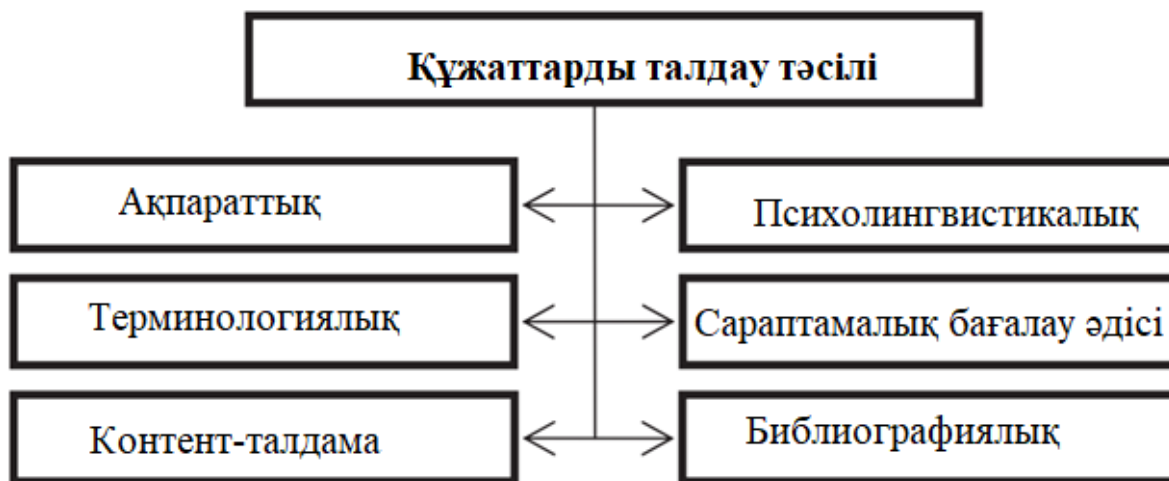 Құжаттарды талдау тәсілі
Ақпараттық
Психолингвистикалық
Терминологиялық
Сараптамалық бағалау әдісі
Контент-талдама
Библиографиялық